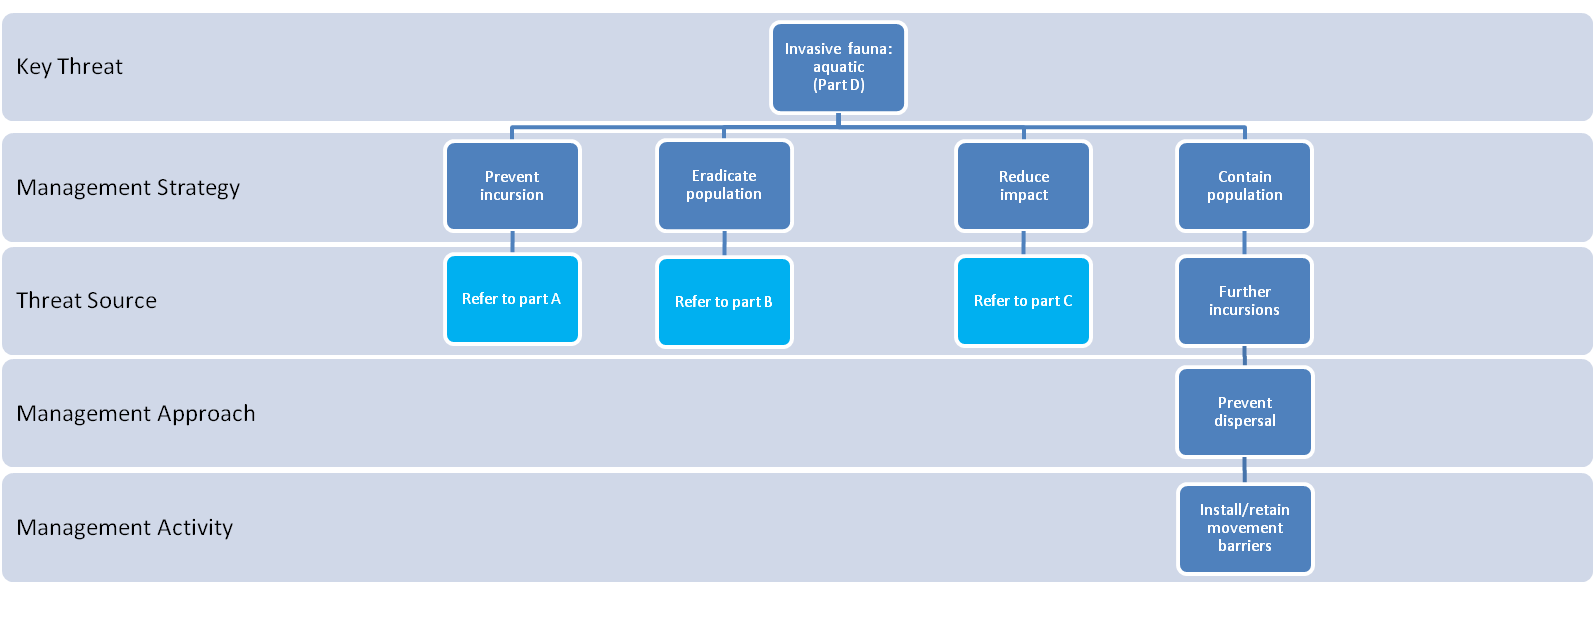 Key Threat
Invasive fauna:
aquatic
(Part D)
Management Strategy
Prevent
incursion
Eradicate
population
Reduce
impact
Contain
population
Threat Source
Refer to part A
Refer to part B
Refer to part C
Further
incursions
Management Approach
Prevent
dispersal
Management Activity
Install/retain
movement
barriers